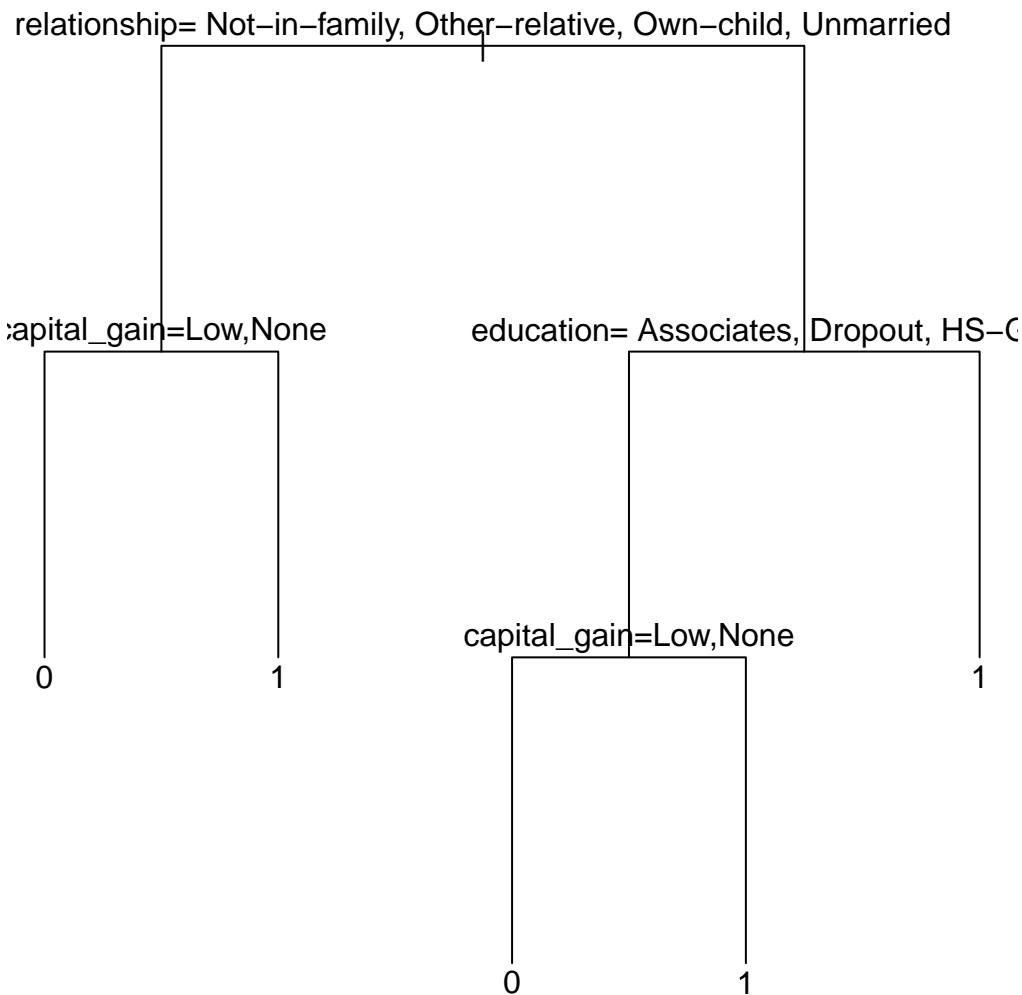 relationship= Not−in−family, Other−relative, Own−child, Unmarried
capital_gain=Low,None
education= Associates, Dropout, HS−G
capital_gain=Low,None
0
1
1
0
1